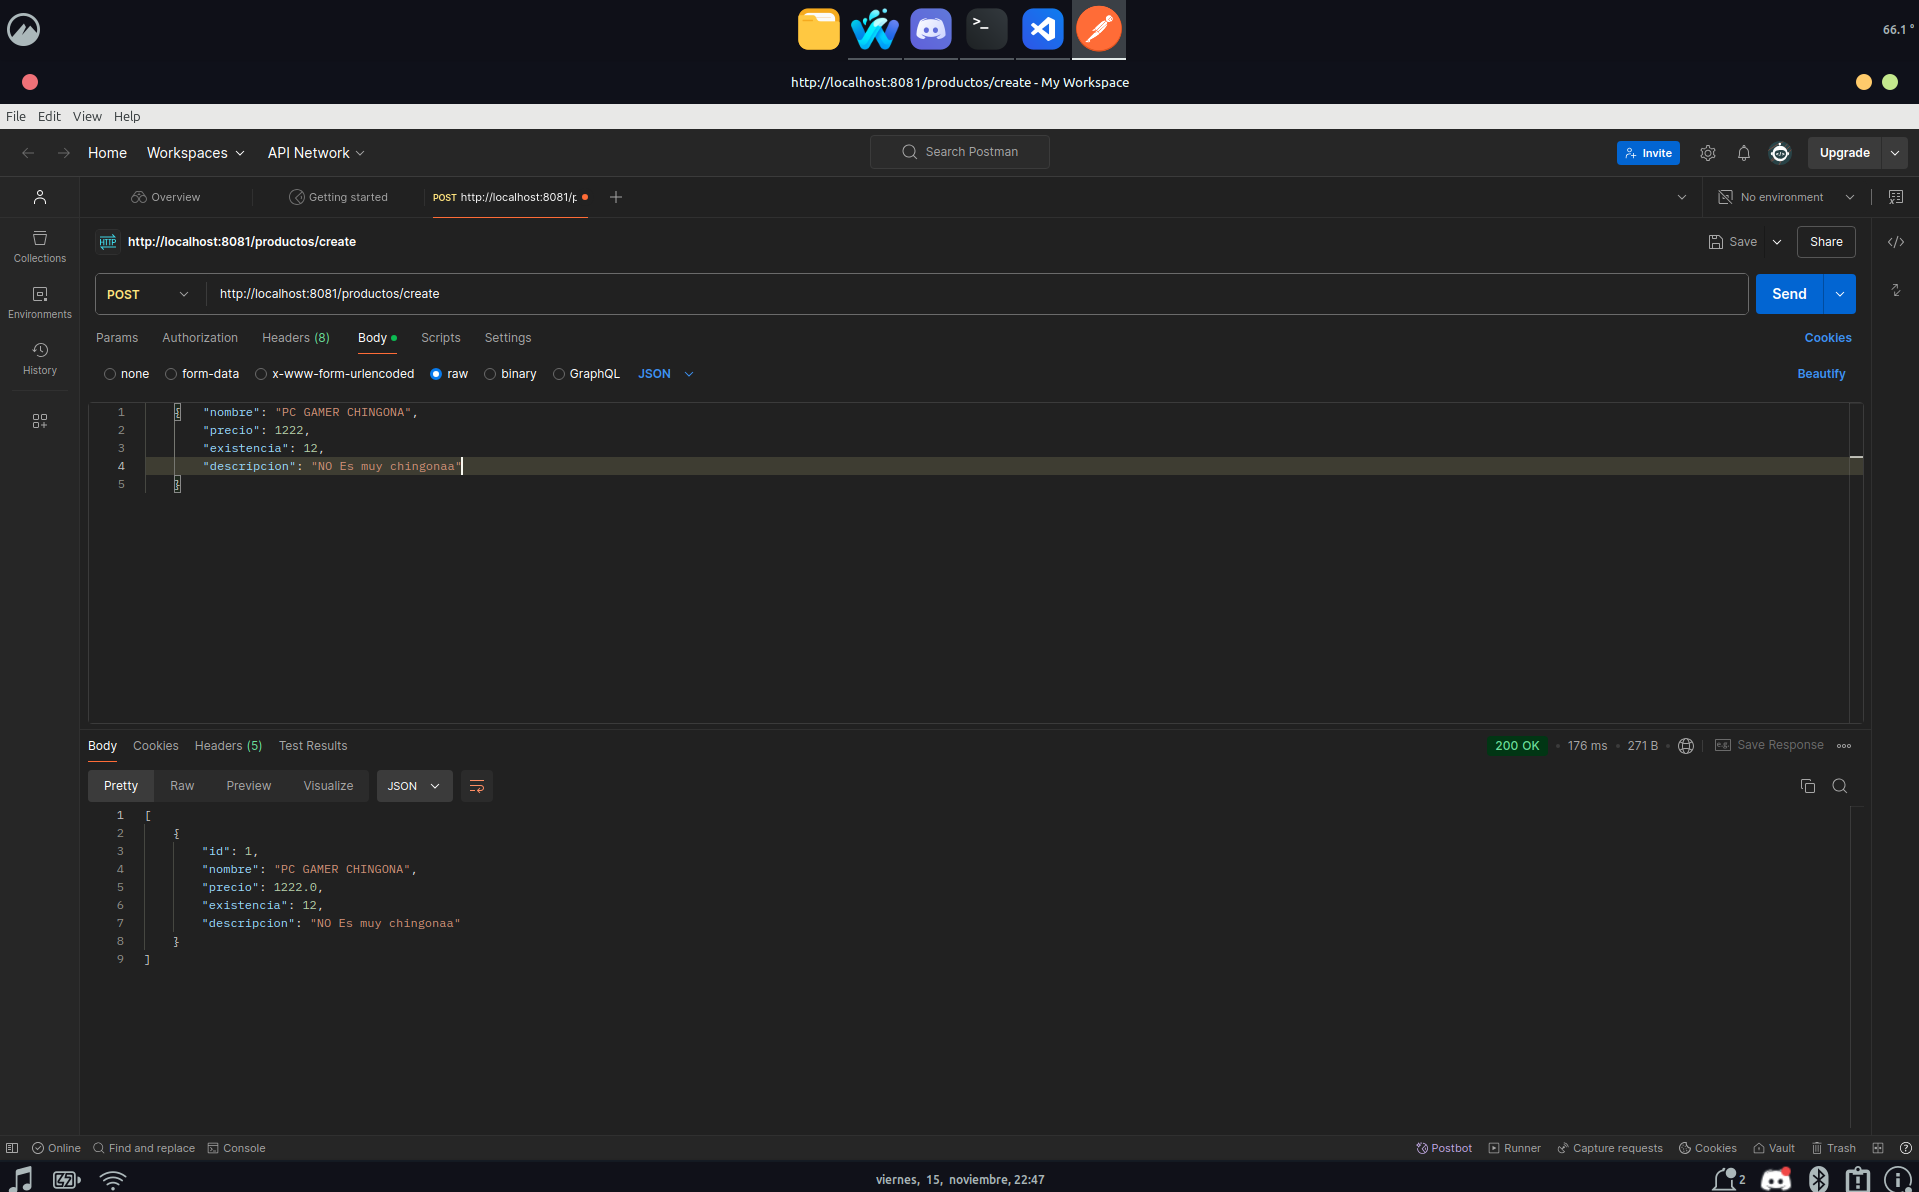 66.1 °
http://localhost:8081/productos/create - My Workspace
File Edit View Help
Home Workspaces API Network Search Postman Invite Upgrade
Overview Getting started POST http://localhost:8081/p No environment
HTTP http://localhost:8081/productos/create Save Share
Collections
POST http://localhost:8081/productos/create Send
Environments
Params Authorization Headers (8) Body Scripts Settings Cookies
History
none form-data x-www-form-urlencoded raw binary GraphQL JSON Beautify
1 { "nombre": "PC GAMER CHINGONA",
2 "precio": 1222,
3 "existencia": 12,
4 "descripcion": "NO Es muy chingonaa"
5 }
Body Cookies Headers (5) Test Results 200 OK • 176 ms • 271 B Save Response
Pretty Raw Preview Visualize JSON
1 [
2 {
3 "id": 1,
4 "nombre": "PC GAMER CHINGONA",
5 "precio": 1222.0,
6 "existencia": 12,
7 "descripcion": "NO Es muy chingonaa"
8 }
9 ]
Online Find and replace Console Postbot Runner Capture requests Cookies Vault Trash
viernes, 15, noviembre, 22:47 2